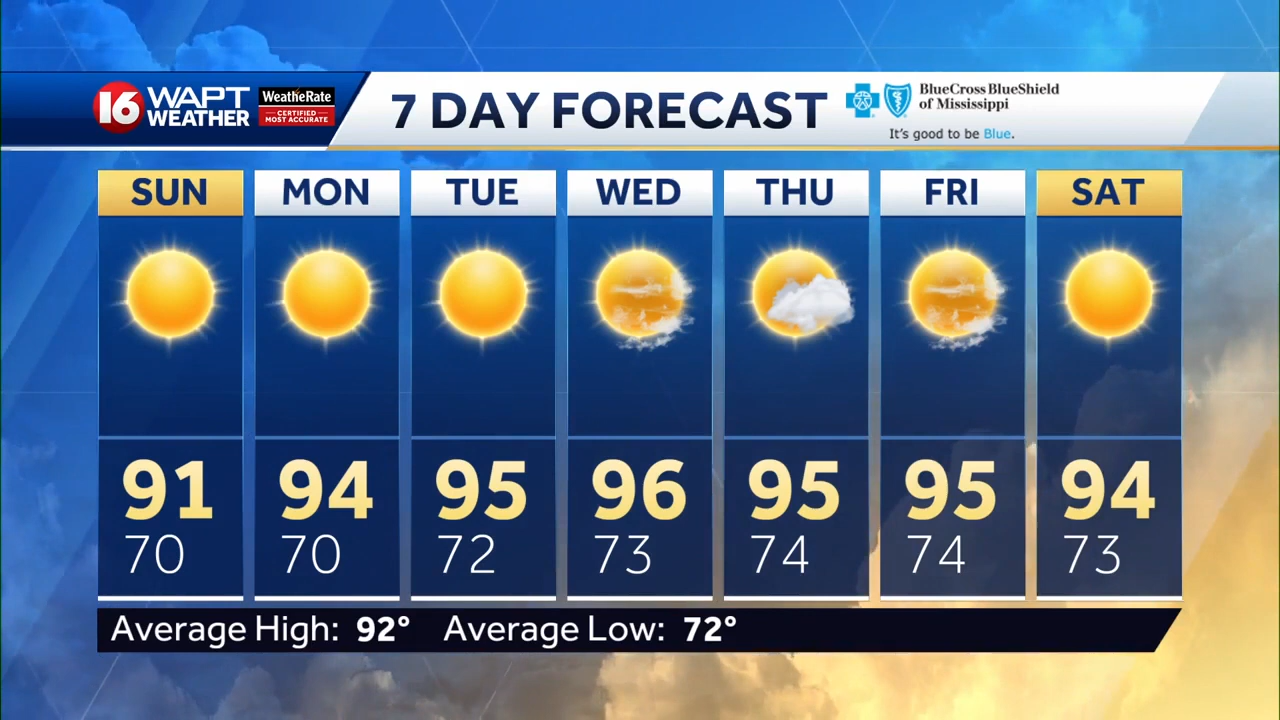 16 WAPT WEATHER
WeatheRate
CERTIFIED
MOST ACCURATE
7 DAY FORECAST
BlueCross BlueShield
of Mississippi
It's good to be Blue.
SUN MON TUE WED THU FRI SAT
91 94 95 96 95 95 94
70 70 72 73 74 74 73
Average High: 92° Average Low: 72°